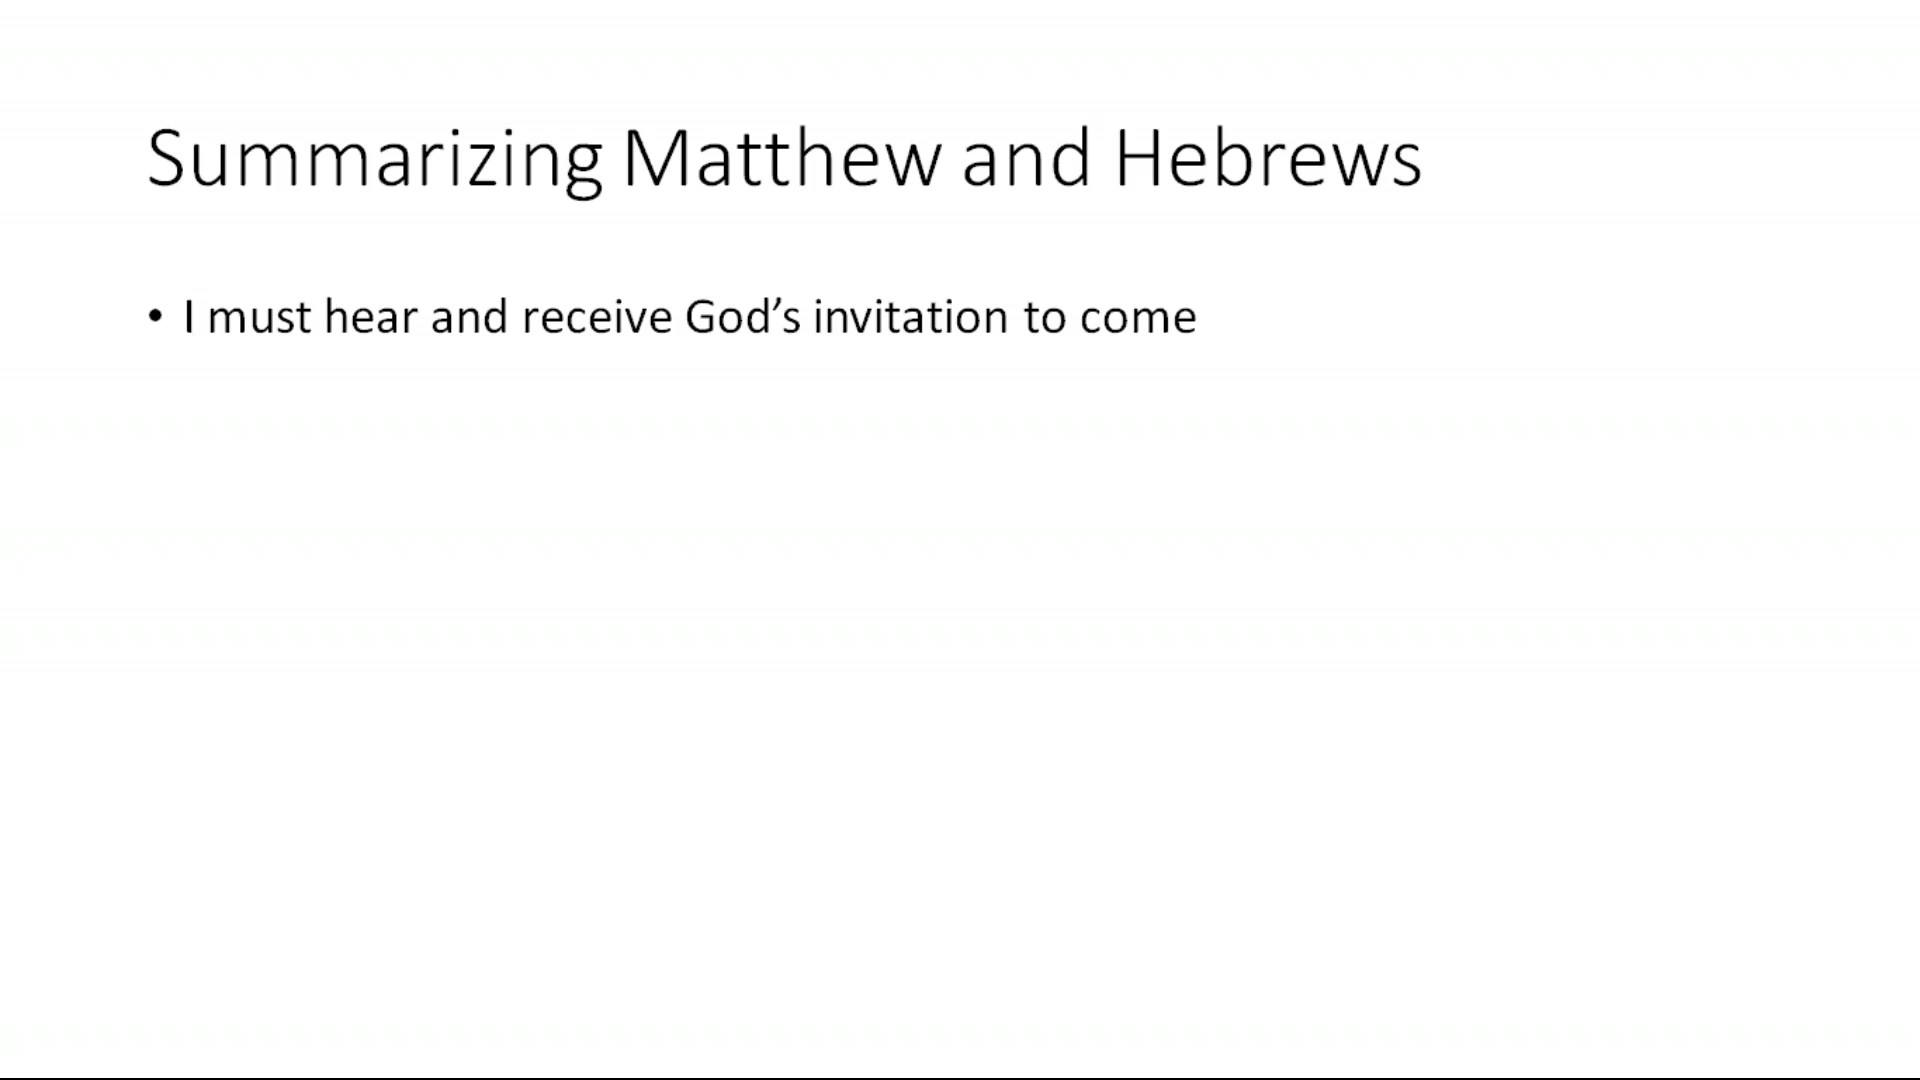 Summarizing Matthew and Hebrews
• I must hear and receive God’s invitation to come